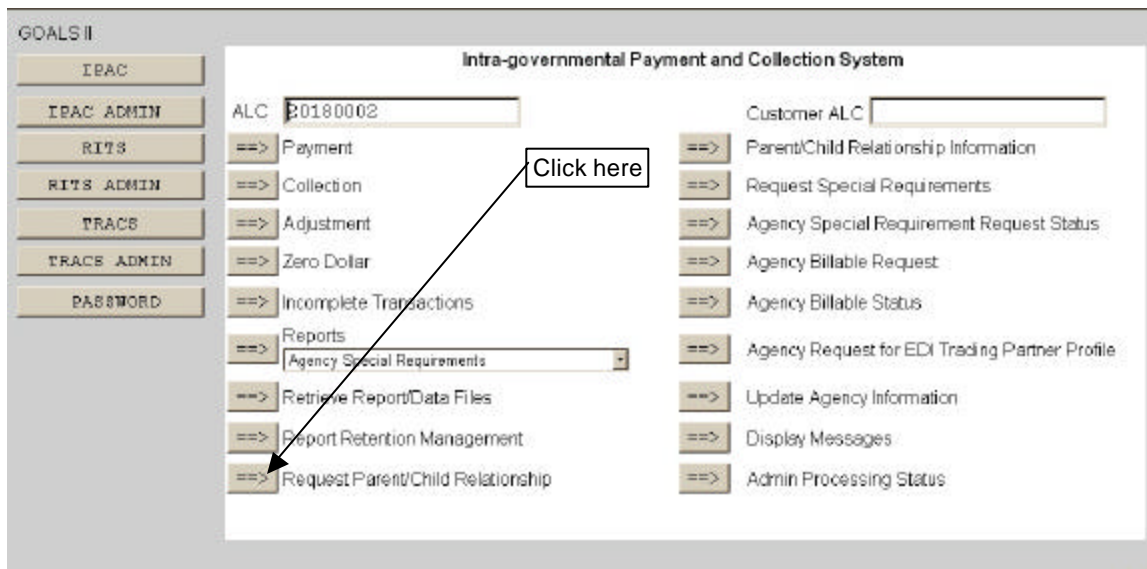 GOALS II
IPAC
IPAC ADMIN
RITS
RITS ADMIN
TRACS
TRACS ADMIN
PASSWORD
Intra-governmental Payment and Collection System
ALC 20180002
Customer ALC
==> Payment
==> Collection
==> Adjustment
==> Zero Dollar
==> Incomplete Transactions
==> Reports
Agency Special Requirements
==> Retrieve Report/Data Files
==> Report Retention Management
==> Request Parent/Child Relationship
Click here
==> Parent/Child Relationship Information
==> Request Special Requirements
==> Agency Special Requirement Request Status
==> Agency Billable Request
==> Agency Billable Status
==> Agency Request for EDI Trading Partner Profile
==> Update Agency Information
==> Display Messages
==> Admin Processing Status